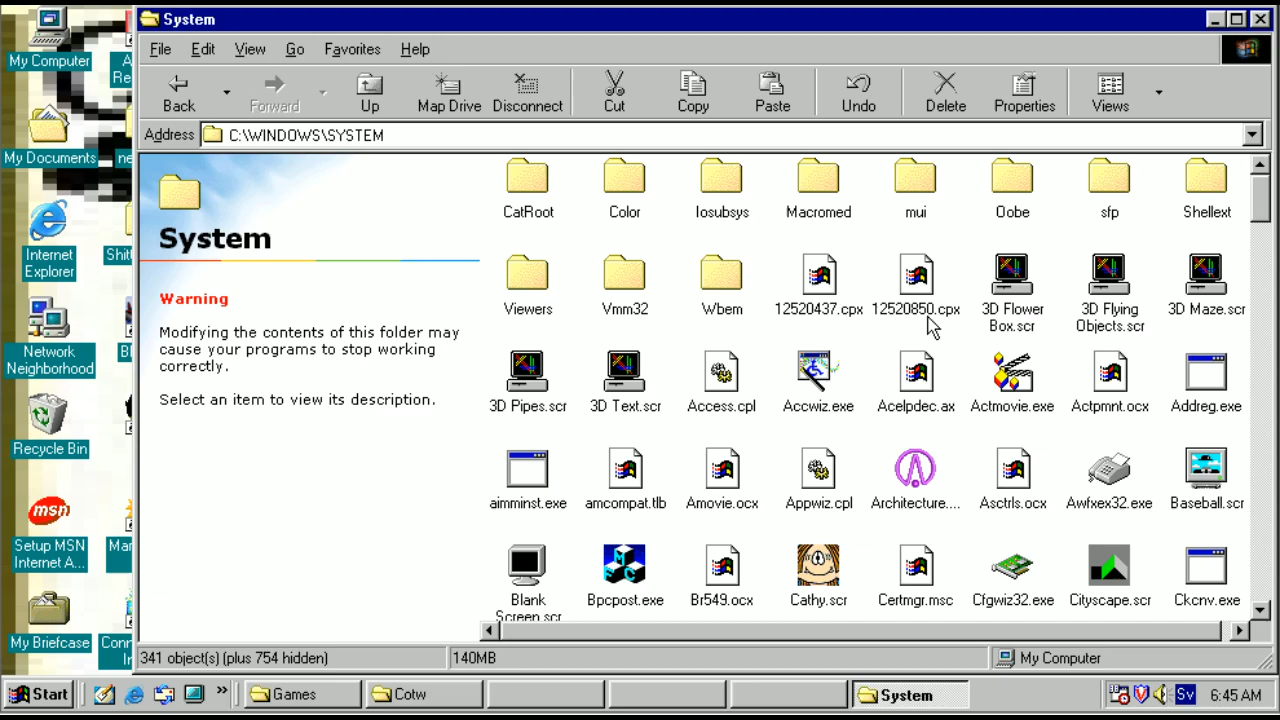 System
File Edit View Go Favorites Help
Back Forward Up Map Drive Disconnect Cut Copy Paste Undo Delete Properties Views
Address C:\WINDOWS\SYSTEM
My Computer
My Documents
Internet
Explorer
Network
Neighborhood
Recycle Bin
msn
Setup MSN
Internet A...
My Briefcase
System
Warning
Modifying the contents of this folder may
cause your programs to stop working
correctly.
Select an item to view its description.
CatRoot Color Iosubsys Macromed mui Oobe sfp Shellext
Viewers Vmm32 Wbem 12520437.cpx 12520850.cpx 3D Flower
Box.scr 3D Flying
Objects.scr 3D Maze.scr
3D Pipes.scr 3D Text.scr Access.cpl Accwiz.exe Acelpdec.ax Actmovie.exe Actpmnt.ocx Addreg.exe
aimminst.exe amcompat.tlb Amovie.ocx Appwiz.cpl Architecture.... Asctrls.ocx Awfxex32.exe Baseball.scr
Blank
Screen.scr Bpcpost.exe Br549.ocx Cathy.scr Certmgr.msc Cfgwiz32.exe Cityscape.scr Ckcnv.exe
341 object(s) (plus 754 hidden) 140MB My Computer
Start » Games Cotw System Sv 6:45 AM